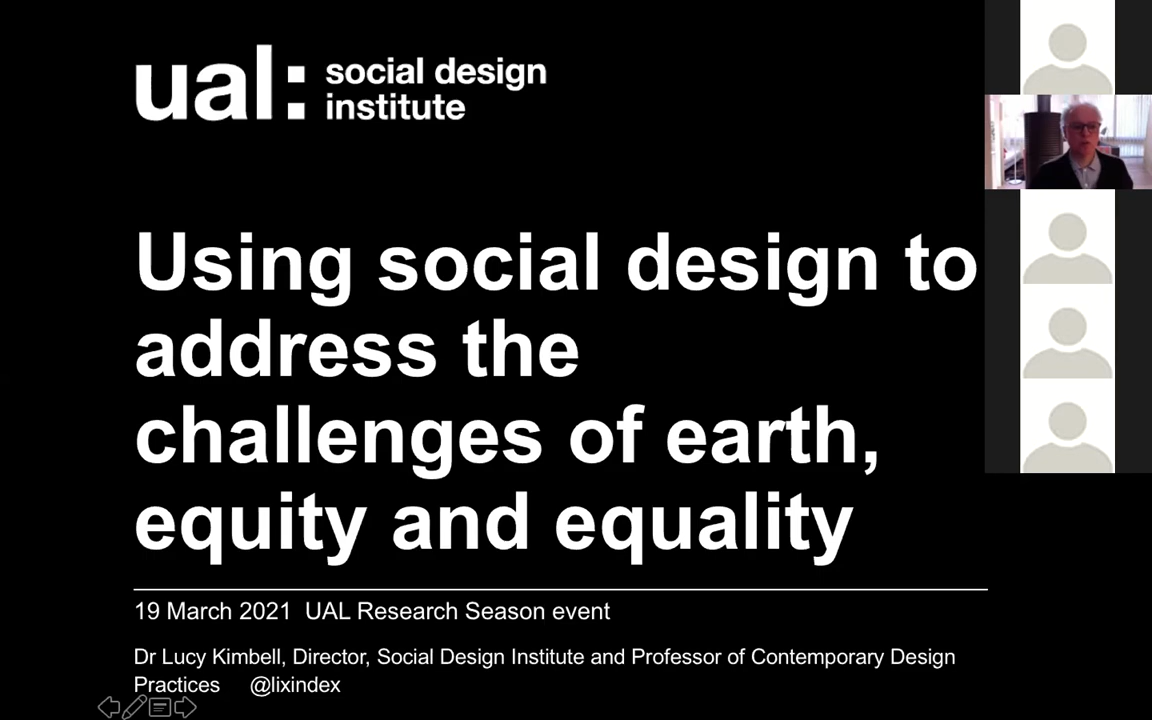 ual: social design
institute
Using social design to
address the
challenges of earth,
equity and equality
19 March 2021 UAL Research Season event
Dr Lucy Kimbell, Director, Social Design Institute and Professor of Contemporary Design
Practices @lixindex